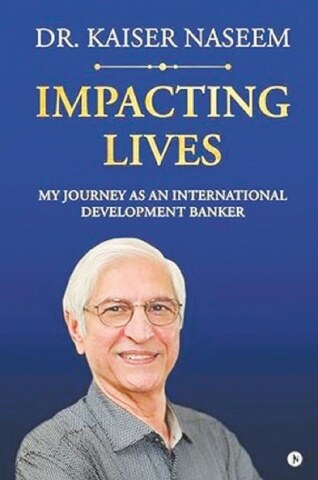 DR. KAISER NASEEM
IMPACTING
LIVES
MY JOURNEY AS AN INTERNATIONAL
DEVELOPMENT BANKER